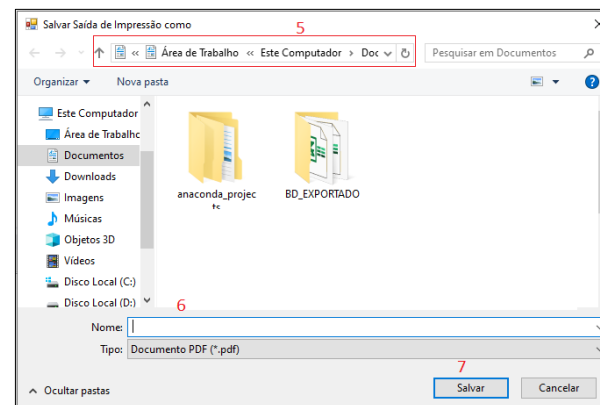 Salvar Saída de Impressão como
5
« Área de Trabalho « Este Computador > Doc
Pesquisar em Documentos
Organizar
Nova pasta
?
Este Computador
Área de Trabalho
Documentos
Downloads
Imagens
Músicas
Objetos 3D
Vídeos
Disco Local (C:)
Disco Local (D:)
anaconda_projec
ts
BD_EXPORTADO
6
Nome:
Tipo: Documento PDF (*.pdf)
7
Ocultar pastas
Salvar
Cancelar